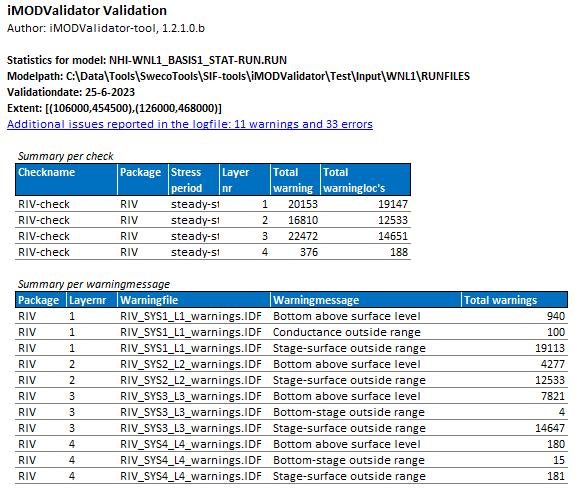 iMODValidator Validation
Author: iMODValidator-tool, 1.2.1.0.b
Statistics for model: NHI-WNL1_BASIS1_STAT-RUN.RUN
Modelpath: C:\Data\Tools\SwecoTools\SIF-tools\iMODValidator\Test\Input\WNL1\RUNFILES
Validationdate: 25-6-2023
Extent: [(106000,454500),(126000,468000)]
Additional issues reported in the logfile: 11 warnings and 33 errors
Summary per check
Checkname Package Stress period Layer nr Total warning Total warningloc's
RIV-check RIV steady-st 1 20153 19147
RIV-check RIV steady-st 2 16810 12533
RIV-check RIV steady-st 3 22472 14651
RIV-check RIV steady-st 4 376 188
Summary per warningmessage
Package Layernr Warningfile Warningmessage Total warnings
RIV 1 RIV_SYS1_L1_warnings.IDF Bottom above surface level 940
RIV 1 RIV_SYS1_L1_warnings.IDF Conductance outside range 100
RIV 1 RIV_SYS1_L1_warnings.IDF Stage-surface outside range 19113
RIV 2 RIV_SYS2_L2_warnings.IDF Bottom above surface level 4277
RIV 2 RIV_SYS2_L2_warnings.IDF Stage-surface outside range 12533
RIV 3 RIV_SYS3_L3_warnings.IDF Bottom above surface level 7821
RIV 3 RIV_SYS3_L3_warnings.IDF Bottom-stage outside range 4
RIV 3 RIV_SYS3_L3_warnings.IDF Stage-surface outside range 14647
RIV 4 RIV_SYS4_L4_warnings.IDF Bottom above surface level 180
RIV 4 RIV_SYS4_L4_warnings.IDF Bottom-stage outside range 15
RIV 4 RIV_SYS4_L4_warnings.IDF Stage-surface outside range 181